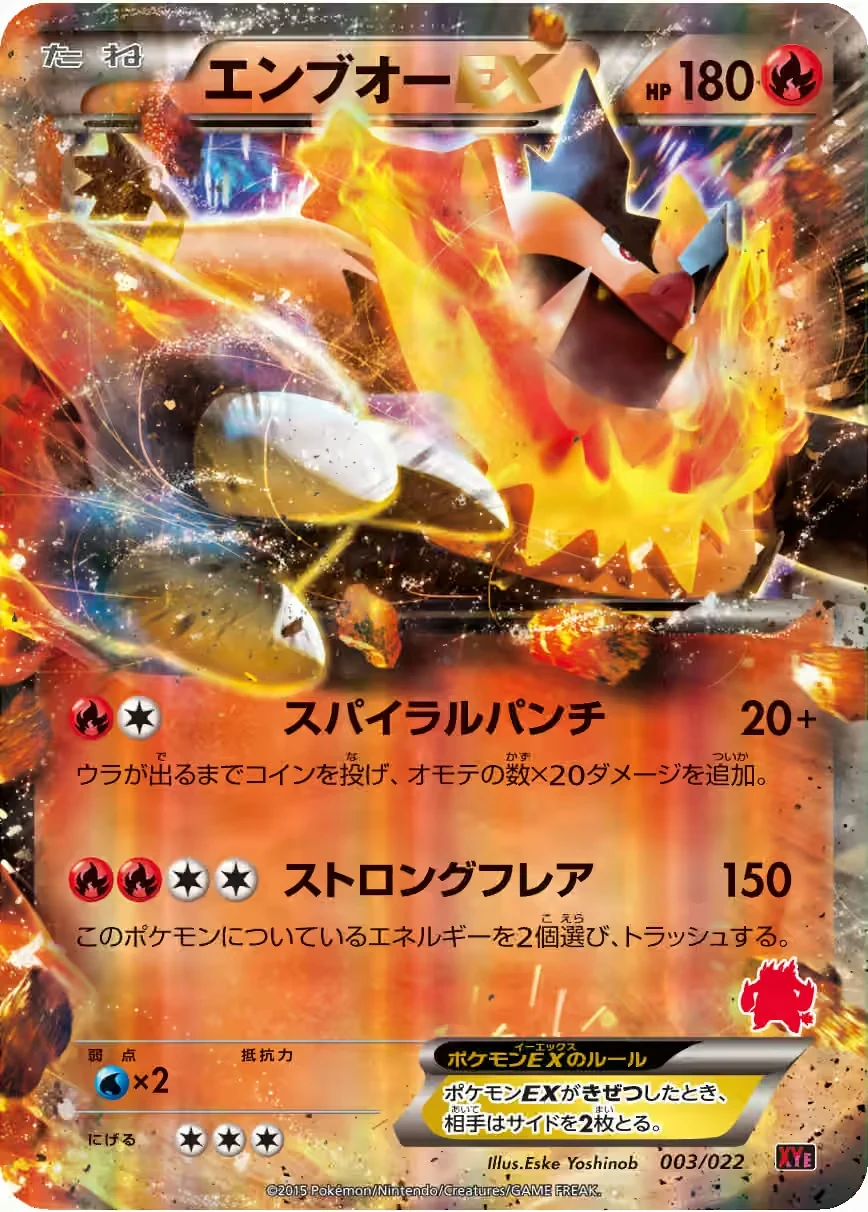 たね
エンブオーEX
HP 180
スパイラルパンチ 20+
ウラが出るまでコインを投げ、オモテの数×20ダメージを追加。
ストロングフレア 150
このポケモンについているエネルギーを2個選び、トラッシュする。
弱点 抵抗力
×2
にげる
ポケモンEXのルール
ポケモンEXがきぜつしたとき、
相手はサイドを2枚とる。
Illus.Eske Yoshinob 003/022 XYE
©2015 Pokémon/Nintendo/Creatures/GAME FREAK.